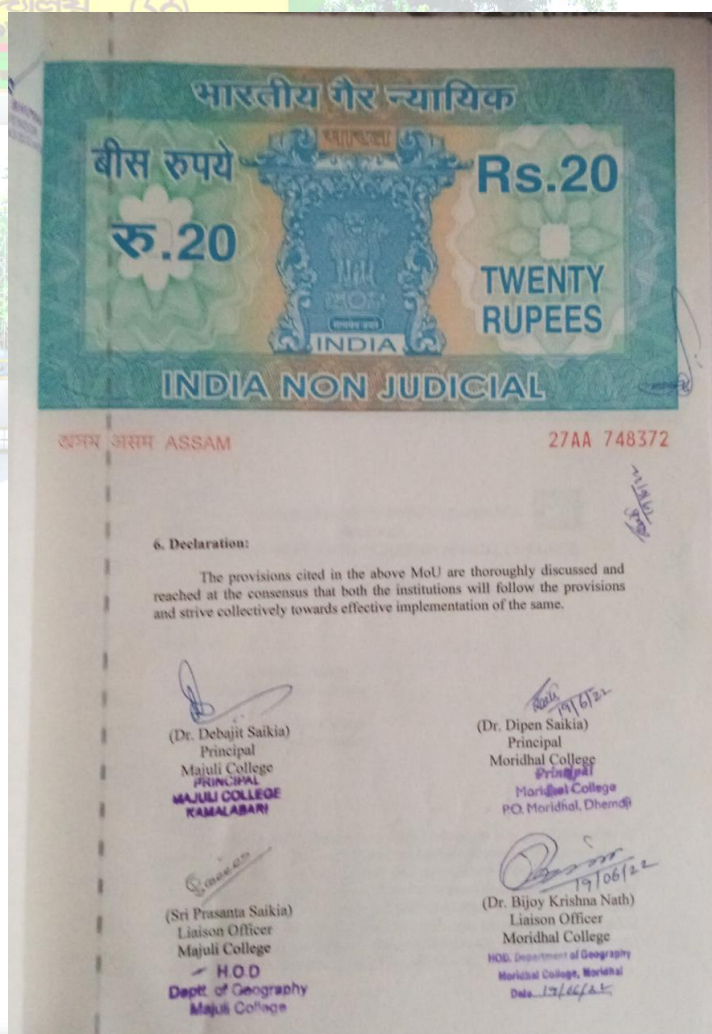 भारतीय गैर न्यायिक
बीस रुपये
रु.20
भारत
Rs.20
TWENTY
RUPEES
INDIA
INDIA NON JUDICIAL
অসম असम ASSAM
27AA 748372
6. Declaration:
The provisions cited in the above MoU are thoroughly discussed and
reached at the consensus that both the institutions will follow the provisions
and strive collectively towards effective implementation of the same.
(Dr. Debajit Saikia)
Principal
Majuli College
PRINCIPAL
MAJULI COLLEGE
KAMALABARI
19/6/22
(Dr. Dipen Saikia)
Principal
Moridhal College
Principal
Moridhal College
PO. Moridhal, Dhemaji
(Sri Prasanta Saikia)
Liaison Officer
Majuli College
H.O.D
Deptt. of Geography
Majuli College
19/06/22
(Dr. Bijoy Krishna Nath)
Liaison Officer
Moridhal College
HOD. Department of Geography
Moridhal College, Moridhal
Date 19/06/22